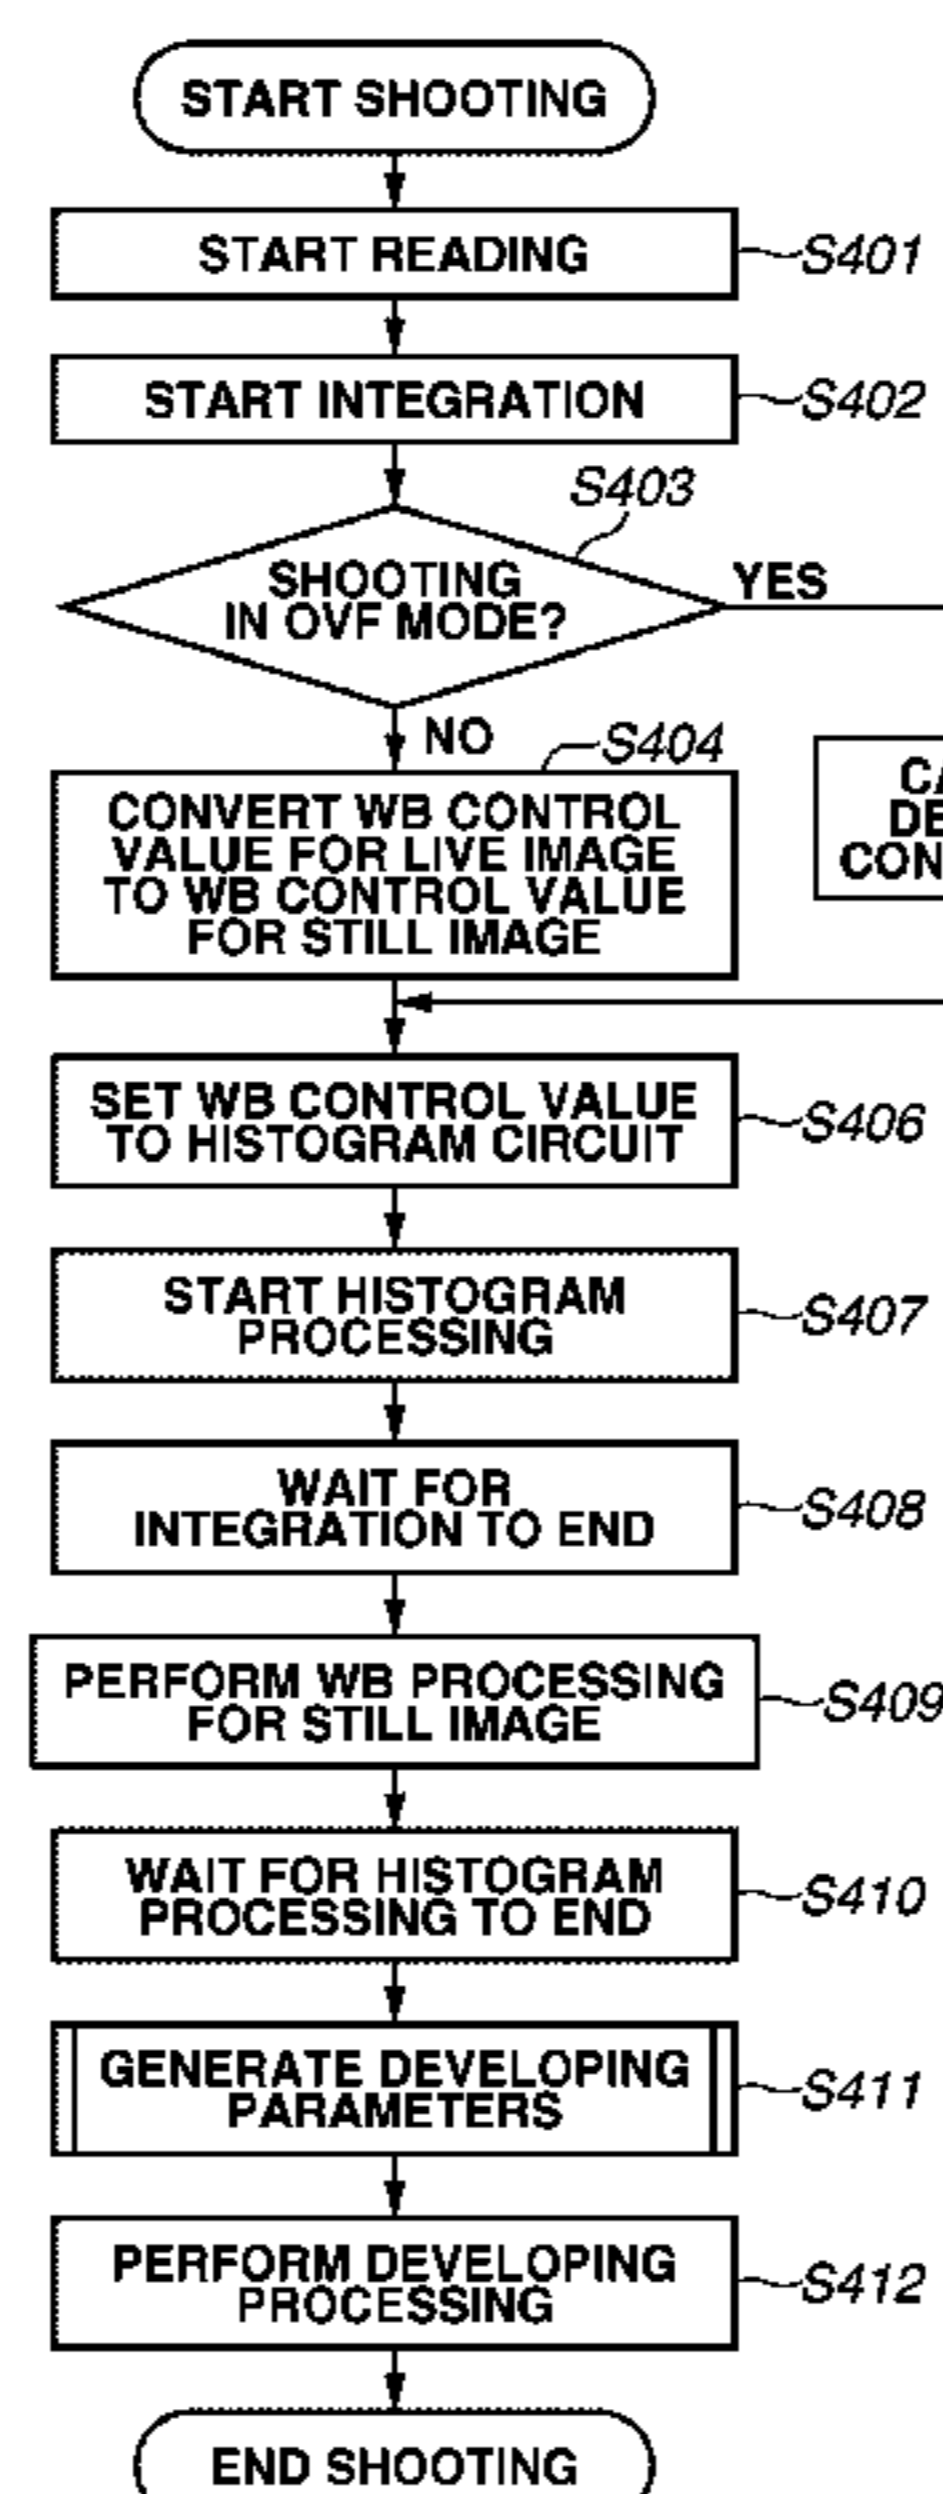 START SHOOTING
START READING
S401
START INTEGRATION
S402
S403
SHOOTING
IN OVF MODE?
YES
NO
S404
CONVERT WB CONTROL
VALUE FOR LIVE IMAGE
TO WB CONTROL VALUE
FOR STILL IMAGE
SET WB CONTROL VALUE
TO HISTOGRAM CIRCUIT
S406
START HISTOGRAM
PROCESSING
S407
WAIT FOR
INTEGRATION TO END
S408
PERFORM WB PROCESSING
FOR STILL IMAGE
S409
WAIT FOR HISTOGRAM
PROCESSING TO END
S410
GENERATE DEVELOPING
PARAMETERS
S411
PERFORM DEVELOPING
PROCESSING
S412
END SHOOTING